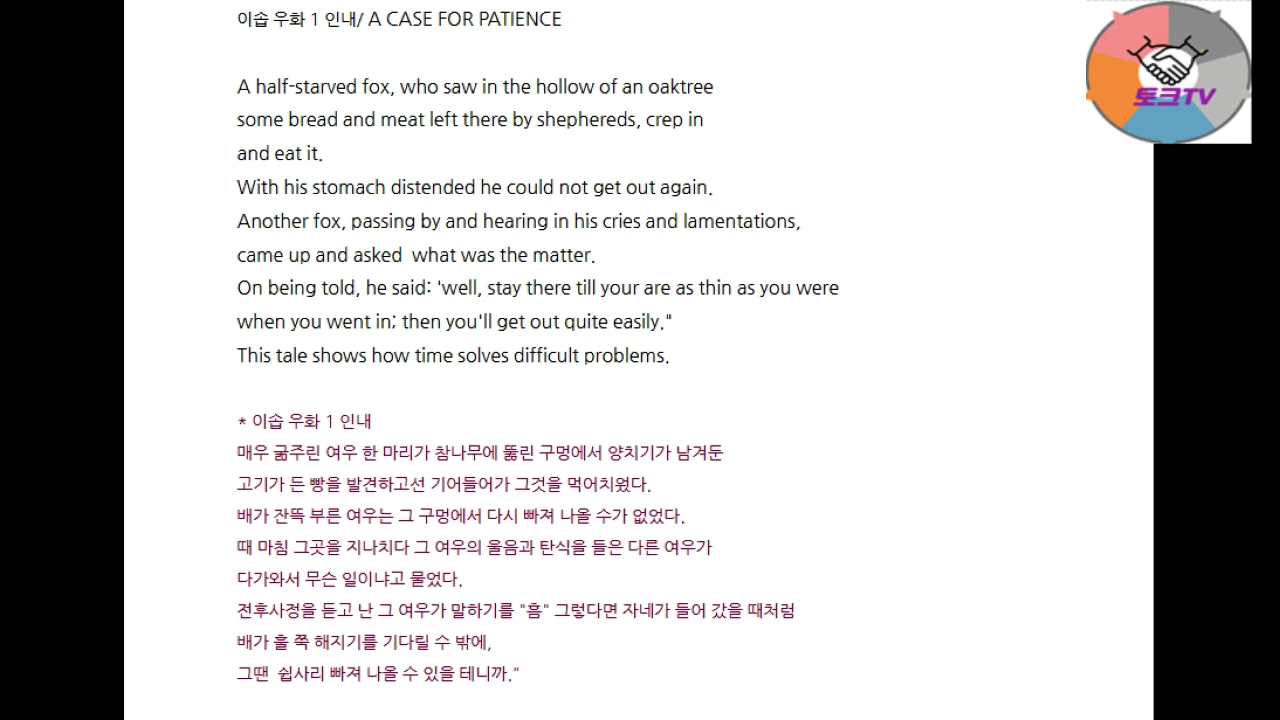 이솝 우화 1 인내/ A CASE FOR PATIENCE
토크TV
A half-starved fox, who saw in the hollow of an oaktree
some bread and meat left there by shephereds, crep in
and eat it.
With his stomach distended he could not get out again.
Another fox, passing by and hearing in his cries and lamentations,
came up and asked  what was the matter.
On being told, he said: 'well, stay there till your are as thin as you were
when you went in; then you'll get out quite easily."
This tale shows how time solves difficult problems.
* 이솝 우화 1 인내
매우 굶주린 여우 한 마리가 참나무에 뚫린 구멍에서 양치기가 남겨둔
고기가 든 빵을 발견하고선 기어들어가 그것을 먹어치웠다.
배가 잔뜩 부른 여우는 그 구멍에서 다시 빠져 나올 수가 없었다.
때 마침 그곳을 지나치다 그 여우의 울음과 탄식을 들은 다른 여우가
다가와서 무슨 일이냐고 물었다.
전후사정을 듣고 난 그 여우가 말하기를 "흠" 그렇다면 자네가 들어 갔을 때처럼
배가 홀 쭉 해지기를 기다릴 수 밖에,
그땐  쉽사리 빠져 나올 수 있을 테니까."